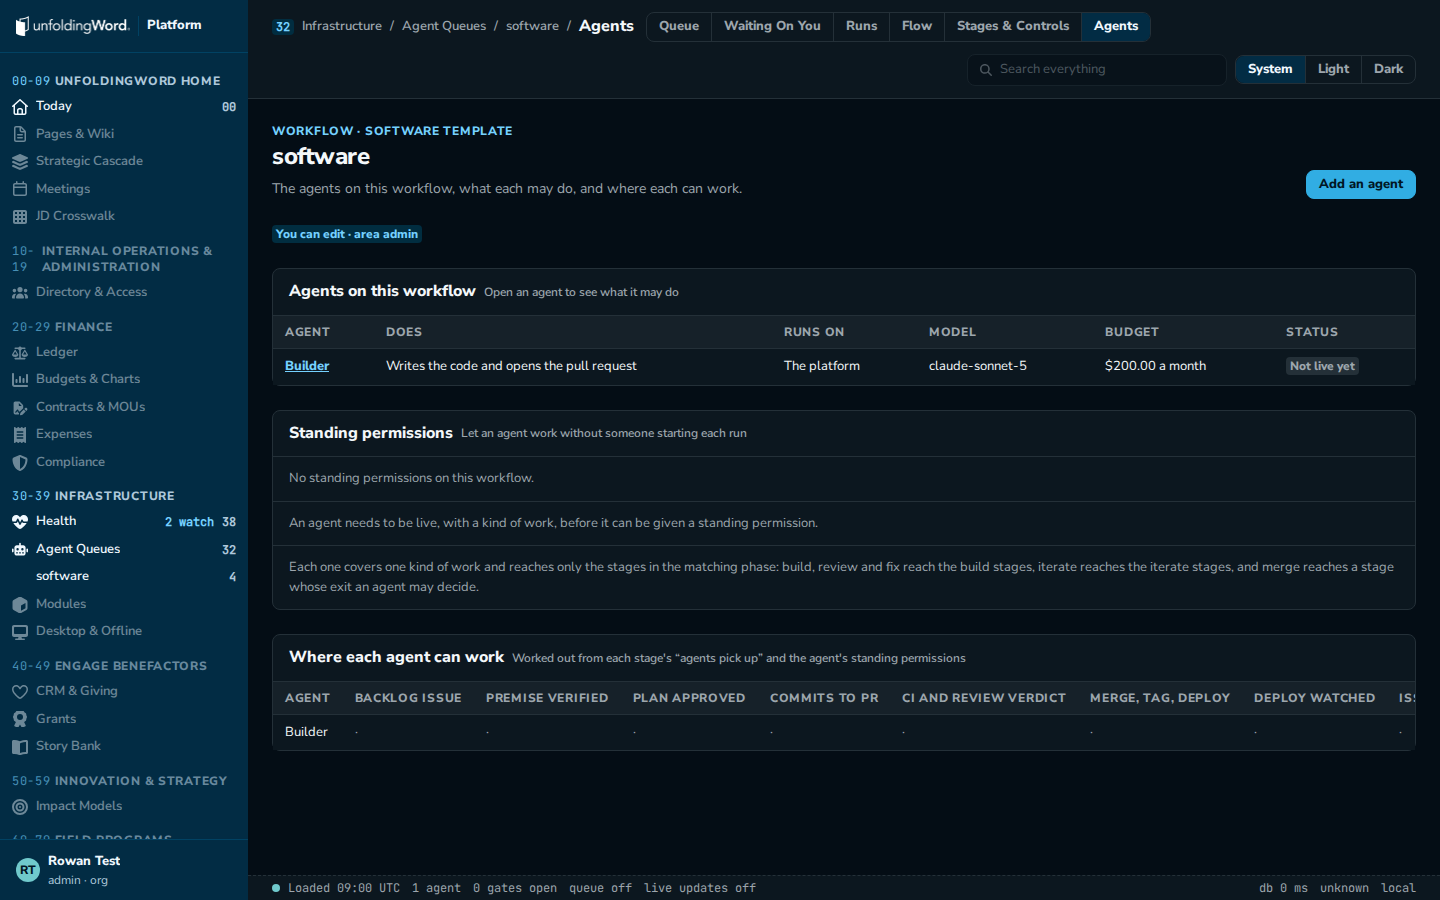 unfoldingWord. Platform
00-09 UNFOLDINGWORD HOME
Today 00
Pages & Wiki
Strategic Cascade
Meetings
JD Crosswalk
10-19 INTERNAL OPERATIONS & ADMINISTRATION
Directory & Access
20-29 FINANCE
Ledger
Budgets & Charts
Contracts & MOUs
Expenses
Compliance
30-39 INFRASTRUCTURE
Health 2 watch 38
Agent Queues 32
software 4
Modules
Desktop & Offline
40-49 ENGAGE BENEFACTORS
CRM & Giving
Grants
Story Bank
50-59 INNOVATION & STRATEGY
Impact Models
60-79 FIELD PROGRAMS
RT Rowan Test
admin · org
32 Infrastructure / Agent Queues / software / Agents
Queue Waiting On You Runs Flow Stages & Controls Agents
Search everything
System Light Dark
WORKFLOW · SOFTWARE TEMPLATE
software
The agents on this workflow, what each may do, and where each can work.
Add an agent
You can edit · area admin
Agents on this workflow Open an agent to see what it may do
AGENT DOES RUNS ON MODEL BUDGET STATUS
Builder Writes the code and opens the pull request The platform claude-sonnet-5 $200.00 a month Not live yet
Standing permissions Let an agent work without someone starting each run
No standing permissions on this workflow.
An agent needs to be live, with a kind of work, before it can be given a standing permission.
Each one covers one kind of work and reaches only the stages in the matching phase: build, review and fix reach the build stages, iterate reaches the iterate stages, and merge reaches a stage
whose exit an agent may decide.
Where each agent can work Worked out from each stage's “agents pick up” and the agent's standing permissions
AGENT BACKLOG ISSUE PREMISE VERIFIED PLAN APPROVED COMMITS TO PR CI AND REVIEW VERDICT MERGE, TAG, DEPLOY DEPLOY WATCHED ISS
Builder · · · · · · · ·
Loaded 09:00 UTC 1 agent 0 gates open queue off live updates off
db 0 ms unknown local